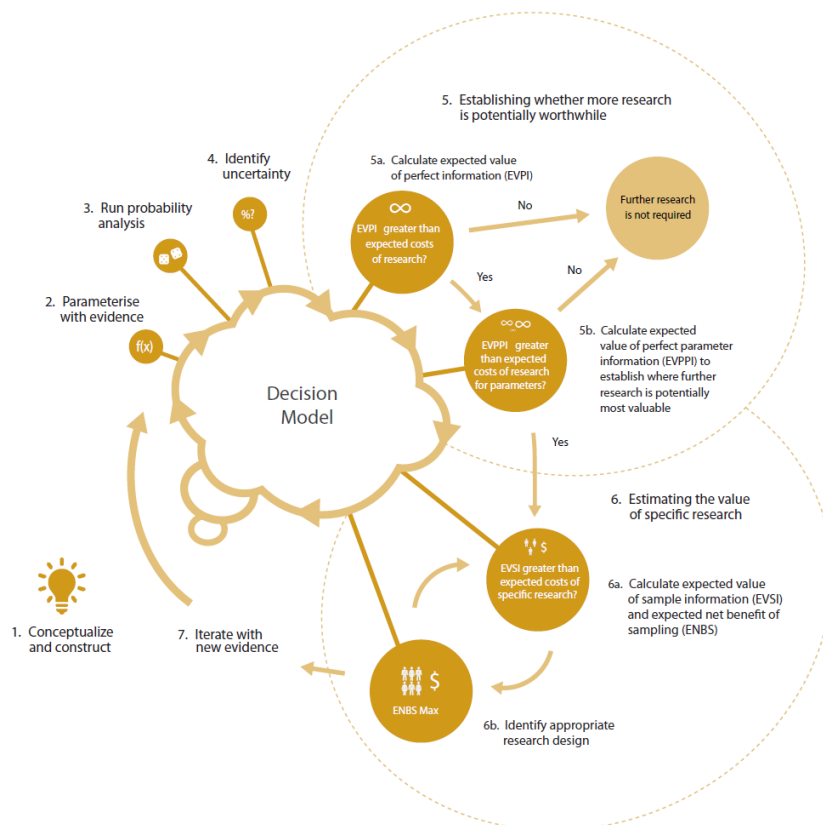 5. Establishing whether more research
is potentially worthwhile
4. Identify
uncertainty
%?
5a. Calculate expected value
of perfect information (EVPI)
∞
EVPI greater than
expected costs
of research?
No
Further research
is not required
3. Run probability
analysis
Yes
No
2. Parameterise
with evidence
f(x)
∞–∞
EVPPI greater
than expected
costs of research
for parameters?
5b. Calculate expected
value of perfect parameter
information (EVPPI) to
establish where further
research is potentially
most valuable
Decision
Model
Yes
6. Estimating the value
of specific research
$
EVSI greater than
expected costs of
specific research?
6a. Calculate expected value
of sample information (EVSI)
and expected net benefit of
sampling (ENBS)
1. Conceptualize
and construct
7. Iterate with
new evidence
$
ENBS Max
6b. Identify appropriate
research design